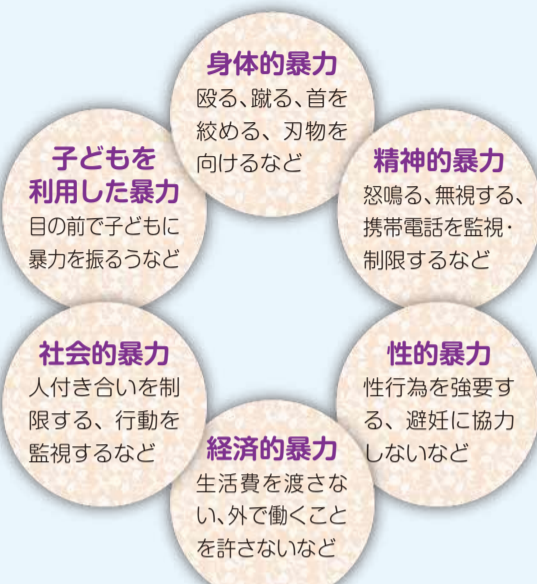 身体的暴力
殴る、蹴る、首を
絞める、刃物を
向けるなど
子どもを
利用した暴力
目の前で子どもに
暴力を振るうなど
精神的暴力
怒鳴る、無視する、
携帯電話を監視・
制限するなど
社会的暴力
人付き合いを制
限する、行動を
監視するなど
性的暴力
性行為を強要す
る、避妊に協力
しないなど
経済的暴力
生活費を渡さな
い、外で働くこと
を許さないなど